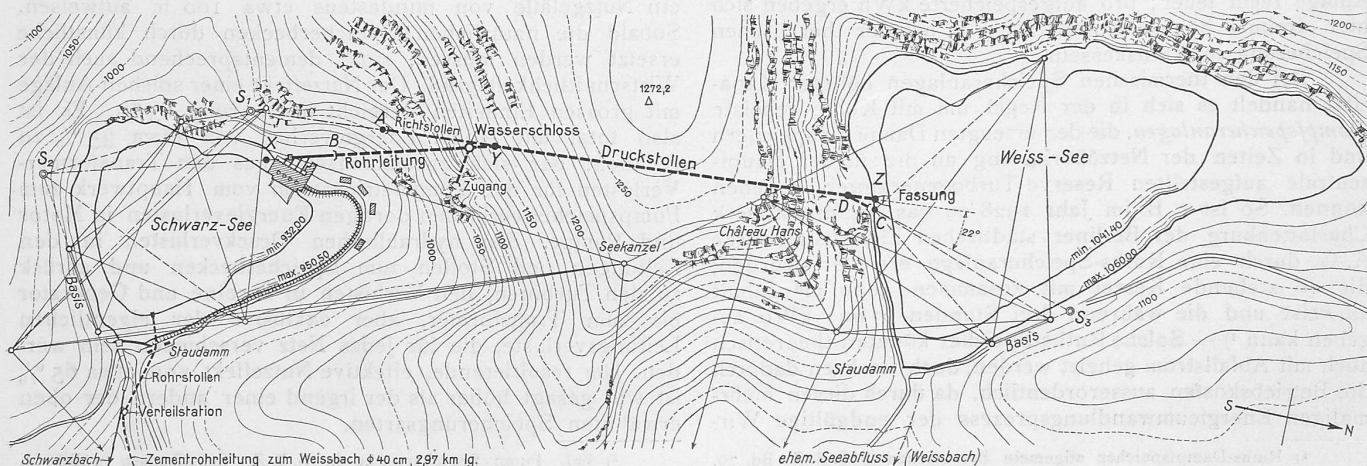 1100
1050
1000
1200
1150
1272,2
S₁
S₂
A
Richtstollen
Wasserschloss
B
X
Rohrleitung
Y
Druckstollen
Weiss-See
Z
Fassung
D
C
22°
Zugang
1250
1200
1150
1100
1050
1000
Schwarz-See
min. 932,00
max. 950,50
Château Hans
Seekanzel
min. 1041,40
max. 1060,00
1100
S₃
Basis
Basis
Staudamm
Staudamm
Rohrstollen
Verteilstation
S
N
Schwarzbach
Zementrohrleitung zum Weissbach ϕ 40 cm, 2,97 km lg.
ehem. Seeabfluss
(Weissbach)